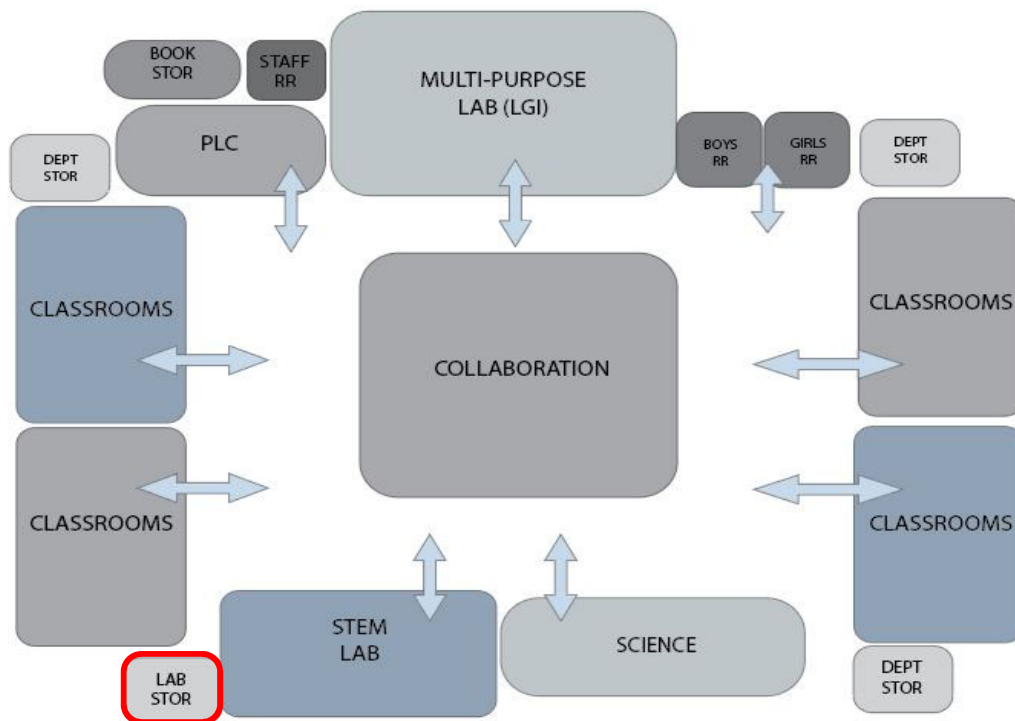 BOOK
STOR
STAFF
RR
MULTI-PURPOSE
LAB (LGI)
PLC
BOYS
RR
GIRLS
RR
DEPT
STOR
DEPT
STOR
CLASSROOMS
CLASSROOMS
COLLABORATION
CLASSROOMS
CLASSROOMS
STEM
LAB
SCIENCE
LAB
STOR
DEPT
STOR